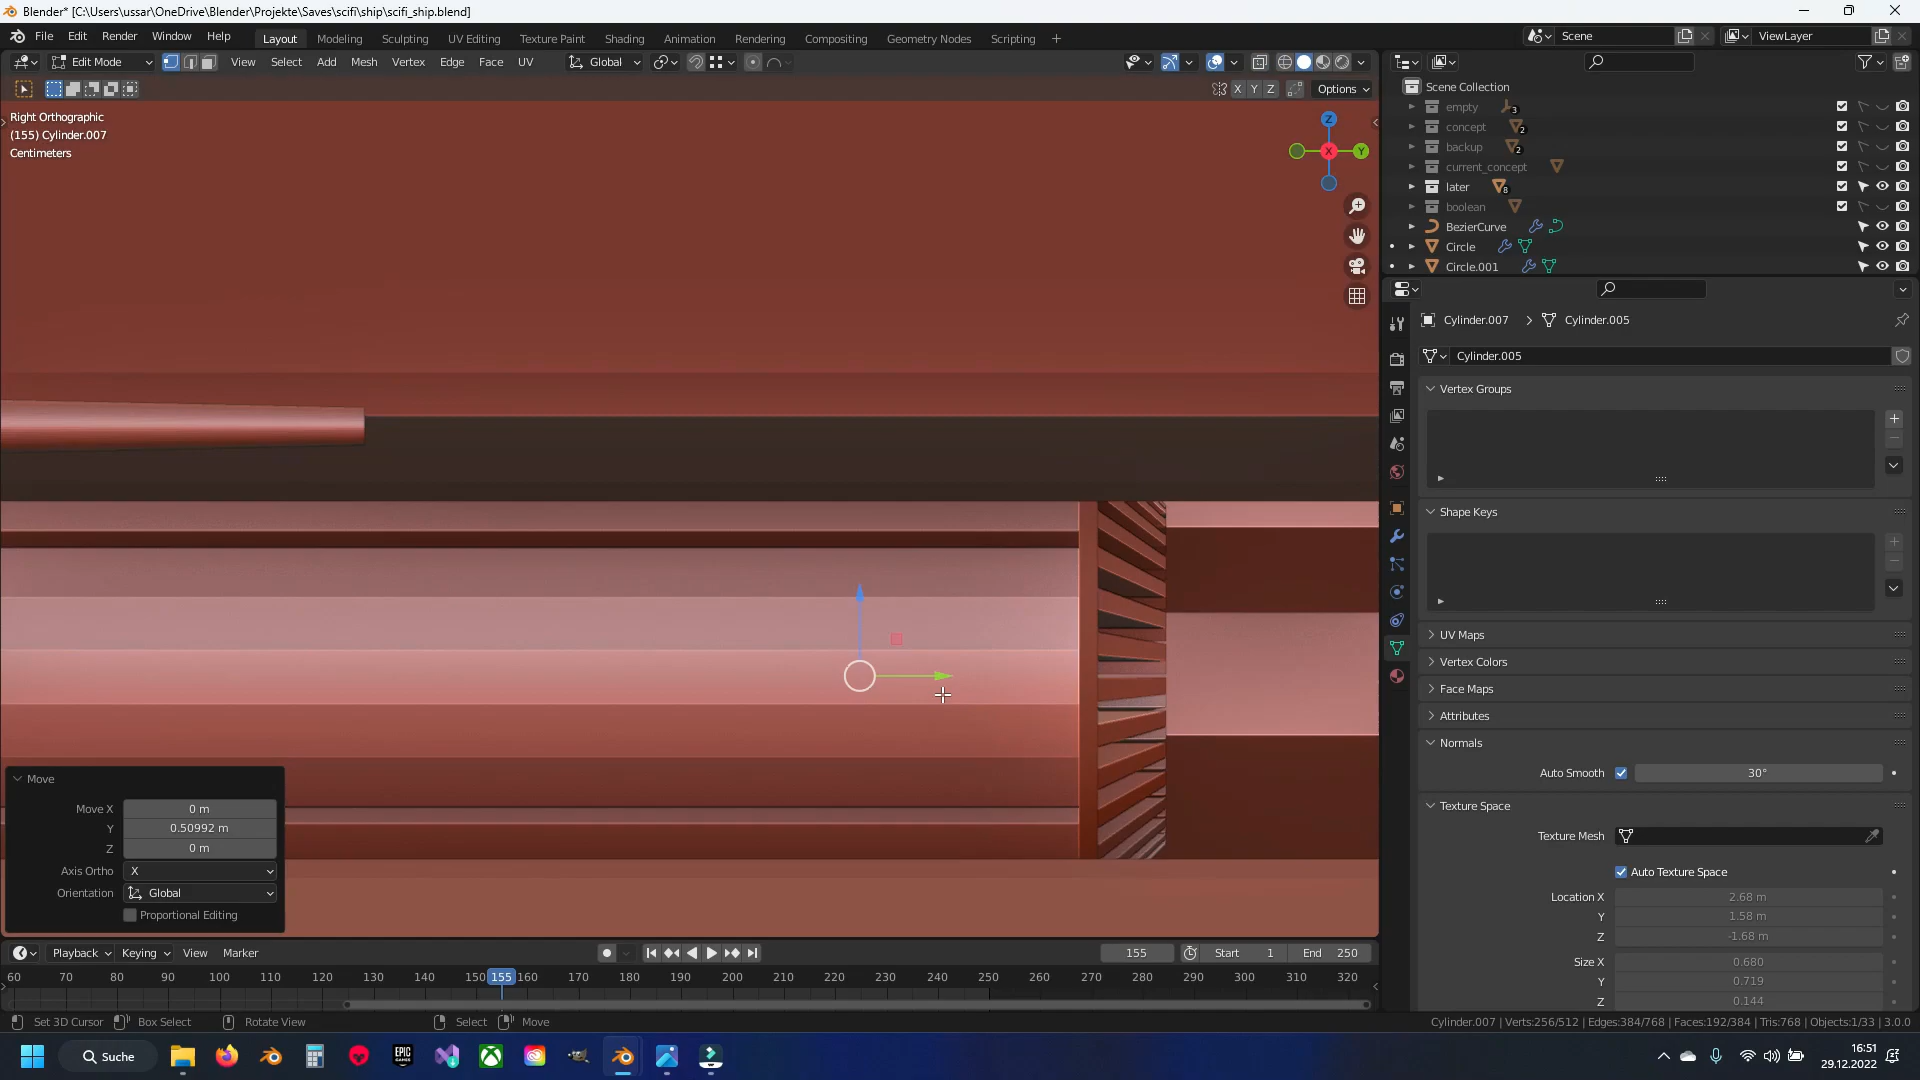 Blender* [C:\Users\ussar\OneDrive\Blender\Projekte\Saves\scifi\ship\scifi_ship.blend]
File Edit Render Window Help Layout Modeling Sculpting UV Editing Texture Paint Shading Animation Rendering Compositing Geometry Nodes Scripting + Scene ViewLayer
Edit Mode View Select Add Mesh Vertex Edge Face UV Global
X Y Z Options
Right Orthographic
(155) Cylinder.007
Centimeters
Z
X
Y
Scene Collection
empty 3
concept 2
backup 2
current_concept
later 8
boolean
BezierCurve
Circle
Circle.001
Cylinder.007 > Cylinder.005
Cylinder.005
Vertex Groups
Shape Keys
UV Maps
Vertex Colors
Face Maps
Attributes
Normals
Auto Smooth 30°
Texture Space
Texture Mesh
Auto Texture Space
Location X 2.68 m
Y 1.58 m
Z -1.68 m
Size X 0.680
Y 0.719
Z 0.144
Move
Move X 0 m
Y 0.50992 m
Z 0 m
Axis Ortho X
Orientation Global
Proportional Editing
Playback Keying View Marker 155 Start 1 End 250
60 70 80 90 100 110 120 130 140 150 155 160 170 180 190 200 210 220 230 240 250 260 270 280 290 300 310 320
Set 3D Cursor Box Select Rotate View Select Move Cylinder.007 | Verts:256/512 | Edges:384/768 | Faces:192/384 | Tris:768 | Objects:1/33 | 3.0.0
Suche
EPIC GAMES
16:51
29.12.2022